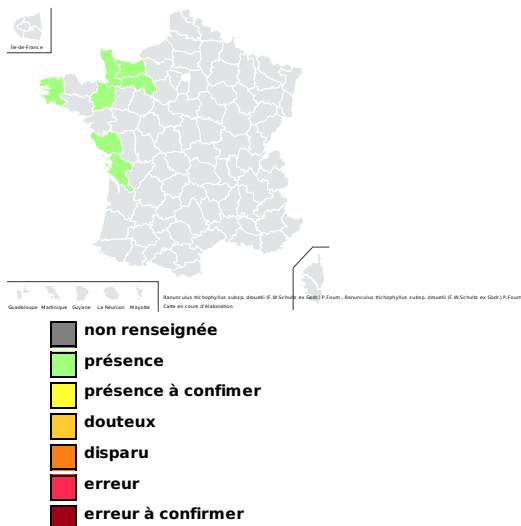 Île-de-France
Guadeloupe Martinique Guyane La Réunion Mayotte
Ranunculus trichophyllus subsp. drouetii (F.W.Schultz ex Godr.) P.Fourn., Ranunculus trichophyllus subsp. drouetii (F.W.Schultz ex Godr.) P.Fourn
Carte en cours d'élaboration.
non renseignée
présence
présence à confimer
douteux
disparu
erreur
erreur à confirmer